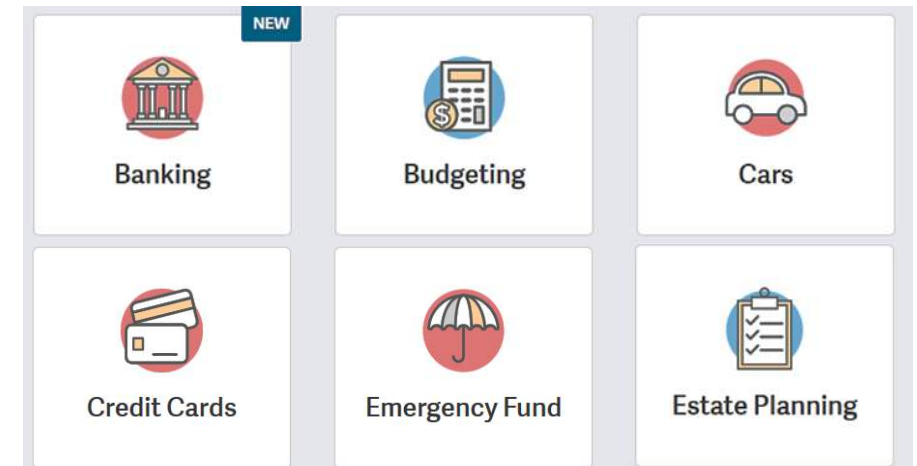 NEW
Banking
Budgeting
Cars
$
Credit Cards
Emergency Fund
Estate Planning